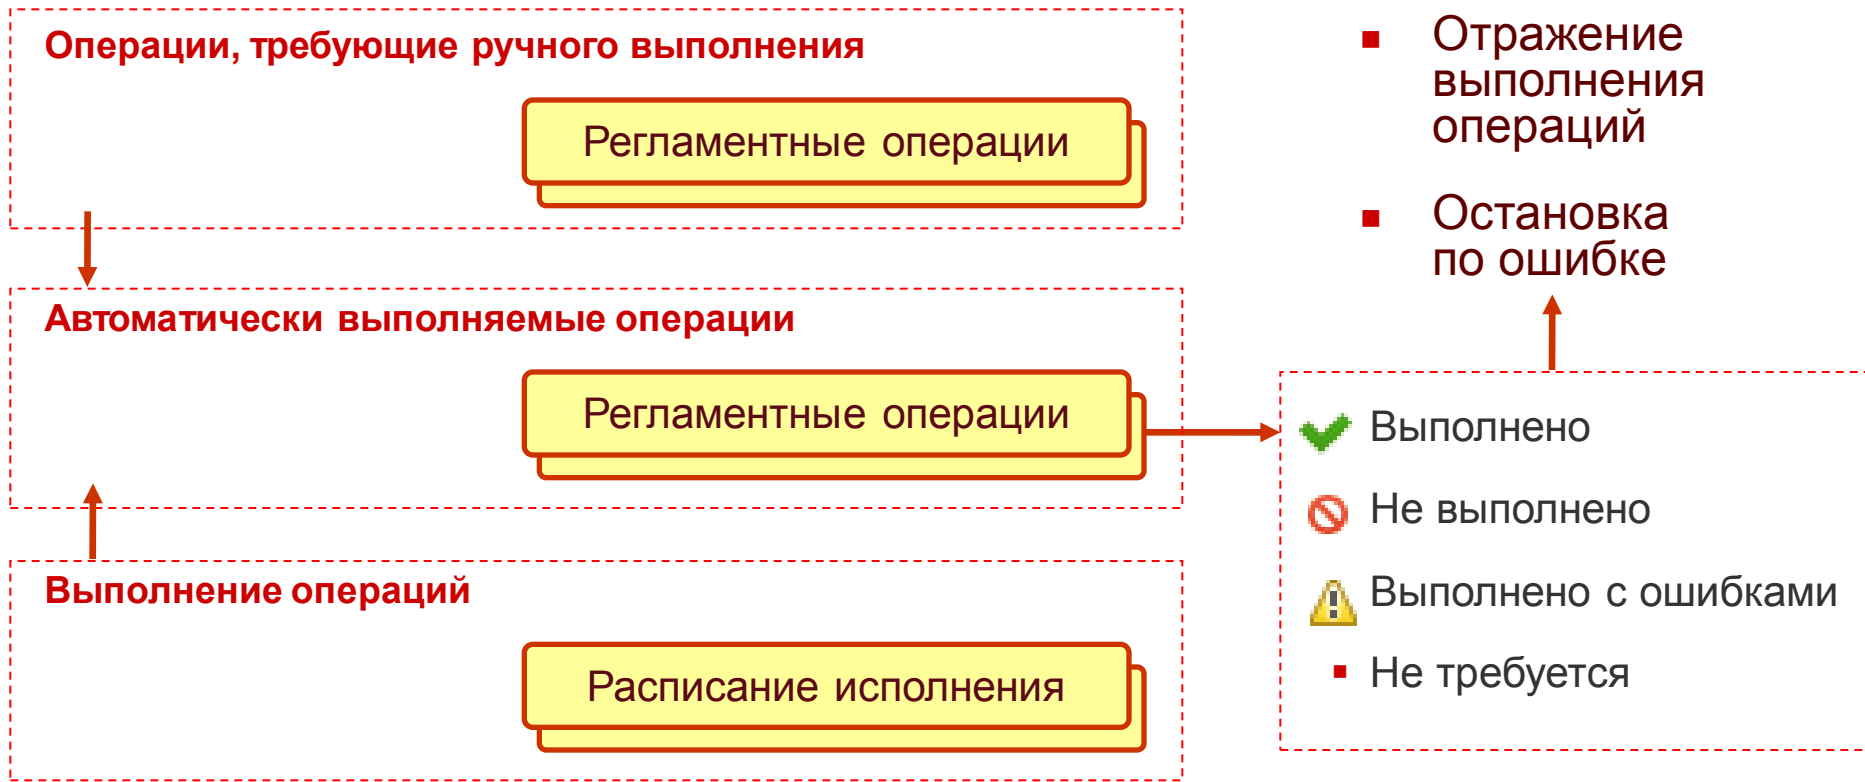 Операции, требующие ручного выполнения
Регламентные операции
Автоматически выполняемые операции
Регламентные операции
Выполнение операций
Расписание исполнения
Отражение
выполнения
операций
Остановка
по ошибке
Выполнено
Не выполнено
Выполнено с ошибками
Не требуется